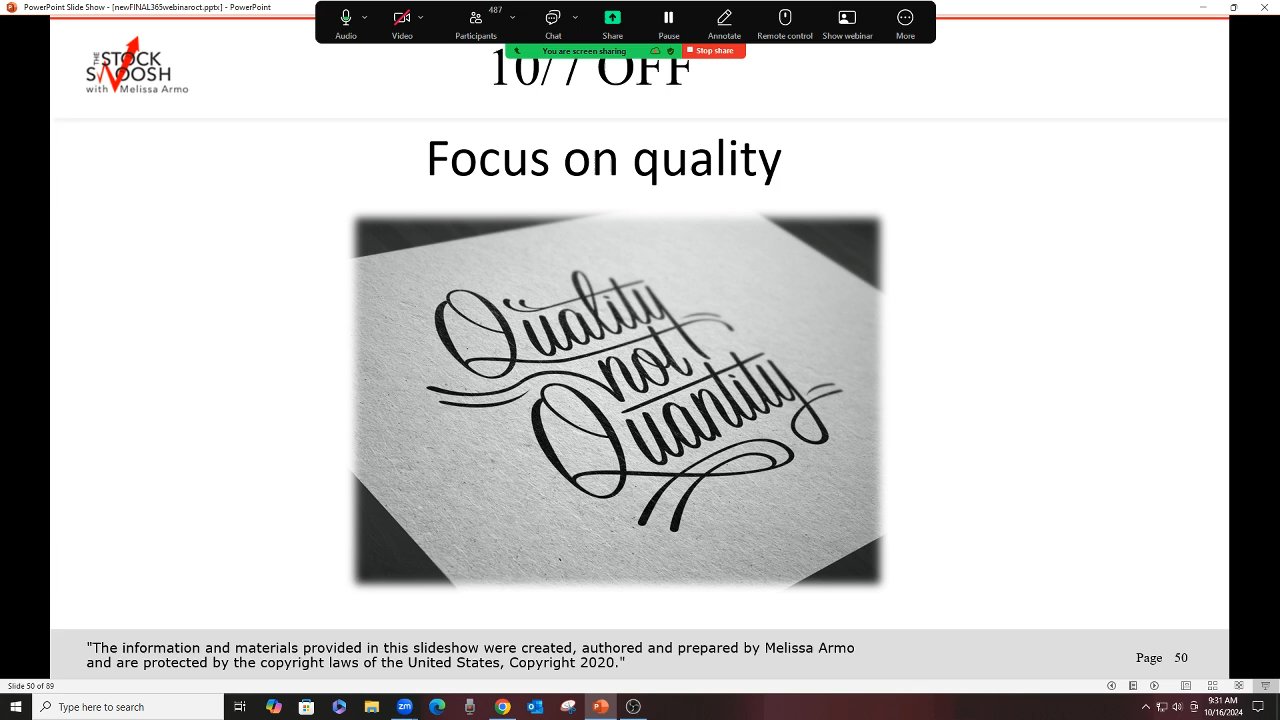 PowerPoint Slide Show - [newFINAL365webinaroct.pptx] - PowerPoint
487
Audio Video Participants Chat Share Pause Annotate Remote control Show webinar More
You are screen sharing Stop share
THE STOCK
SWOOSH
with Melissa Armo
10/7 OFF
Focus on quality
Quality
not
Quantity
"The information and materials provided in this slideshow were created, authored and prepared by Melissa Armo
and are protected by the copyright laws of the United States, Copyright 2020."
Page 50
Slide 50 of 89
Type here to search
zm
9:31 AM
10/16/2024